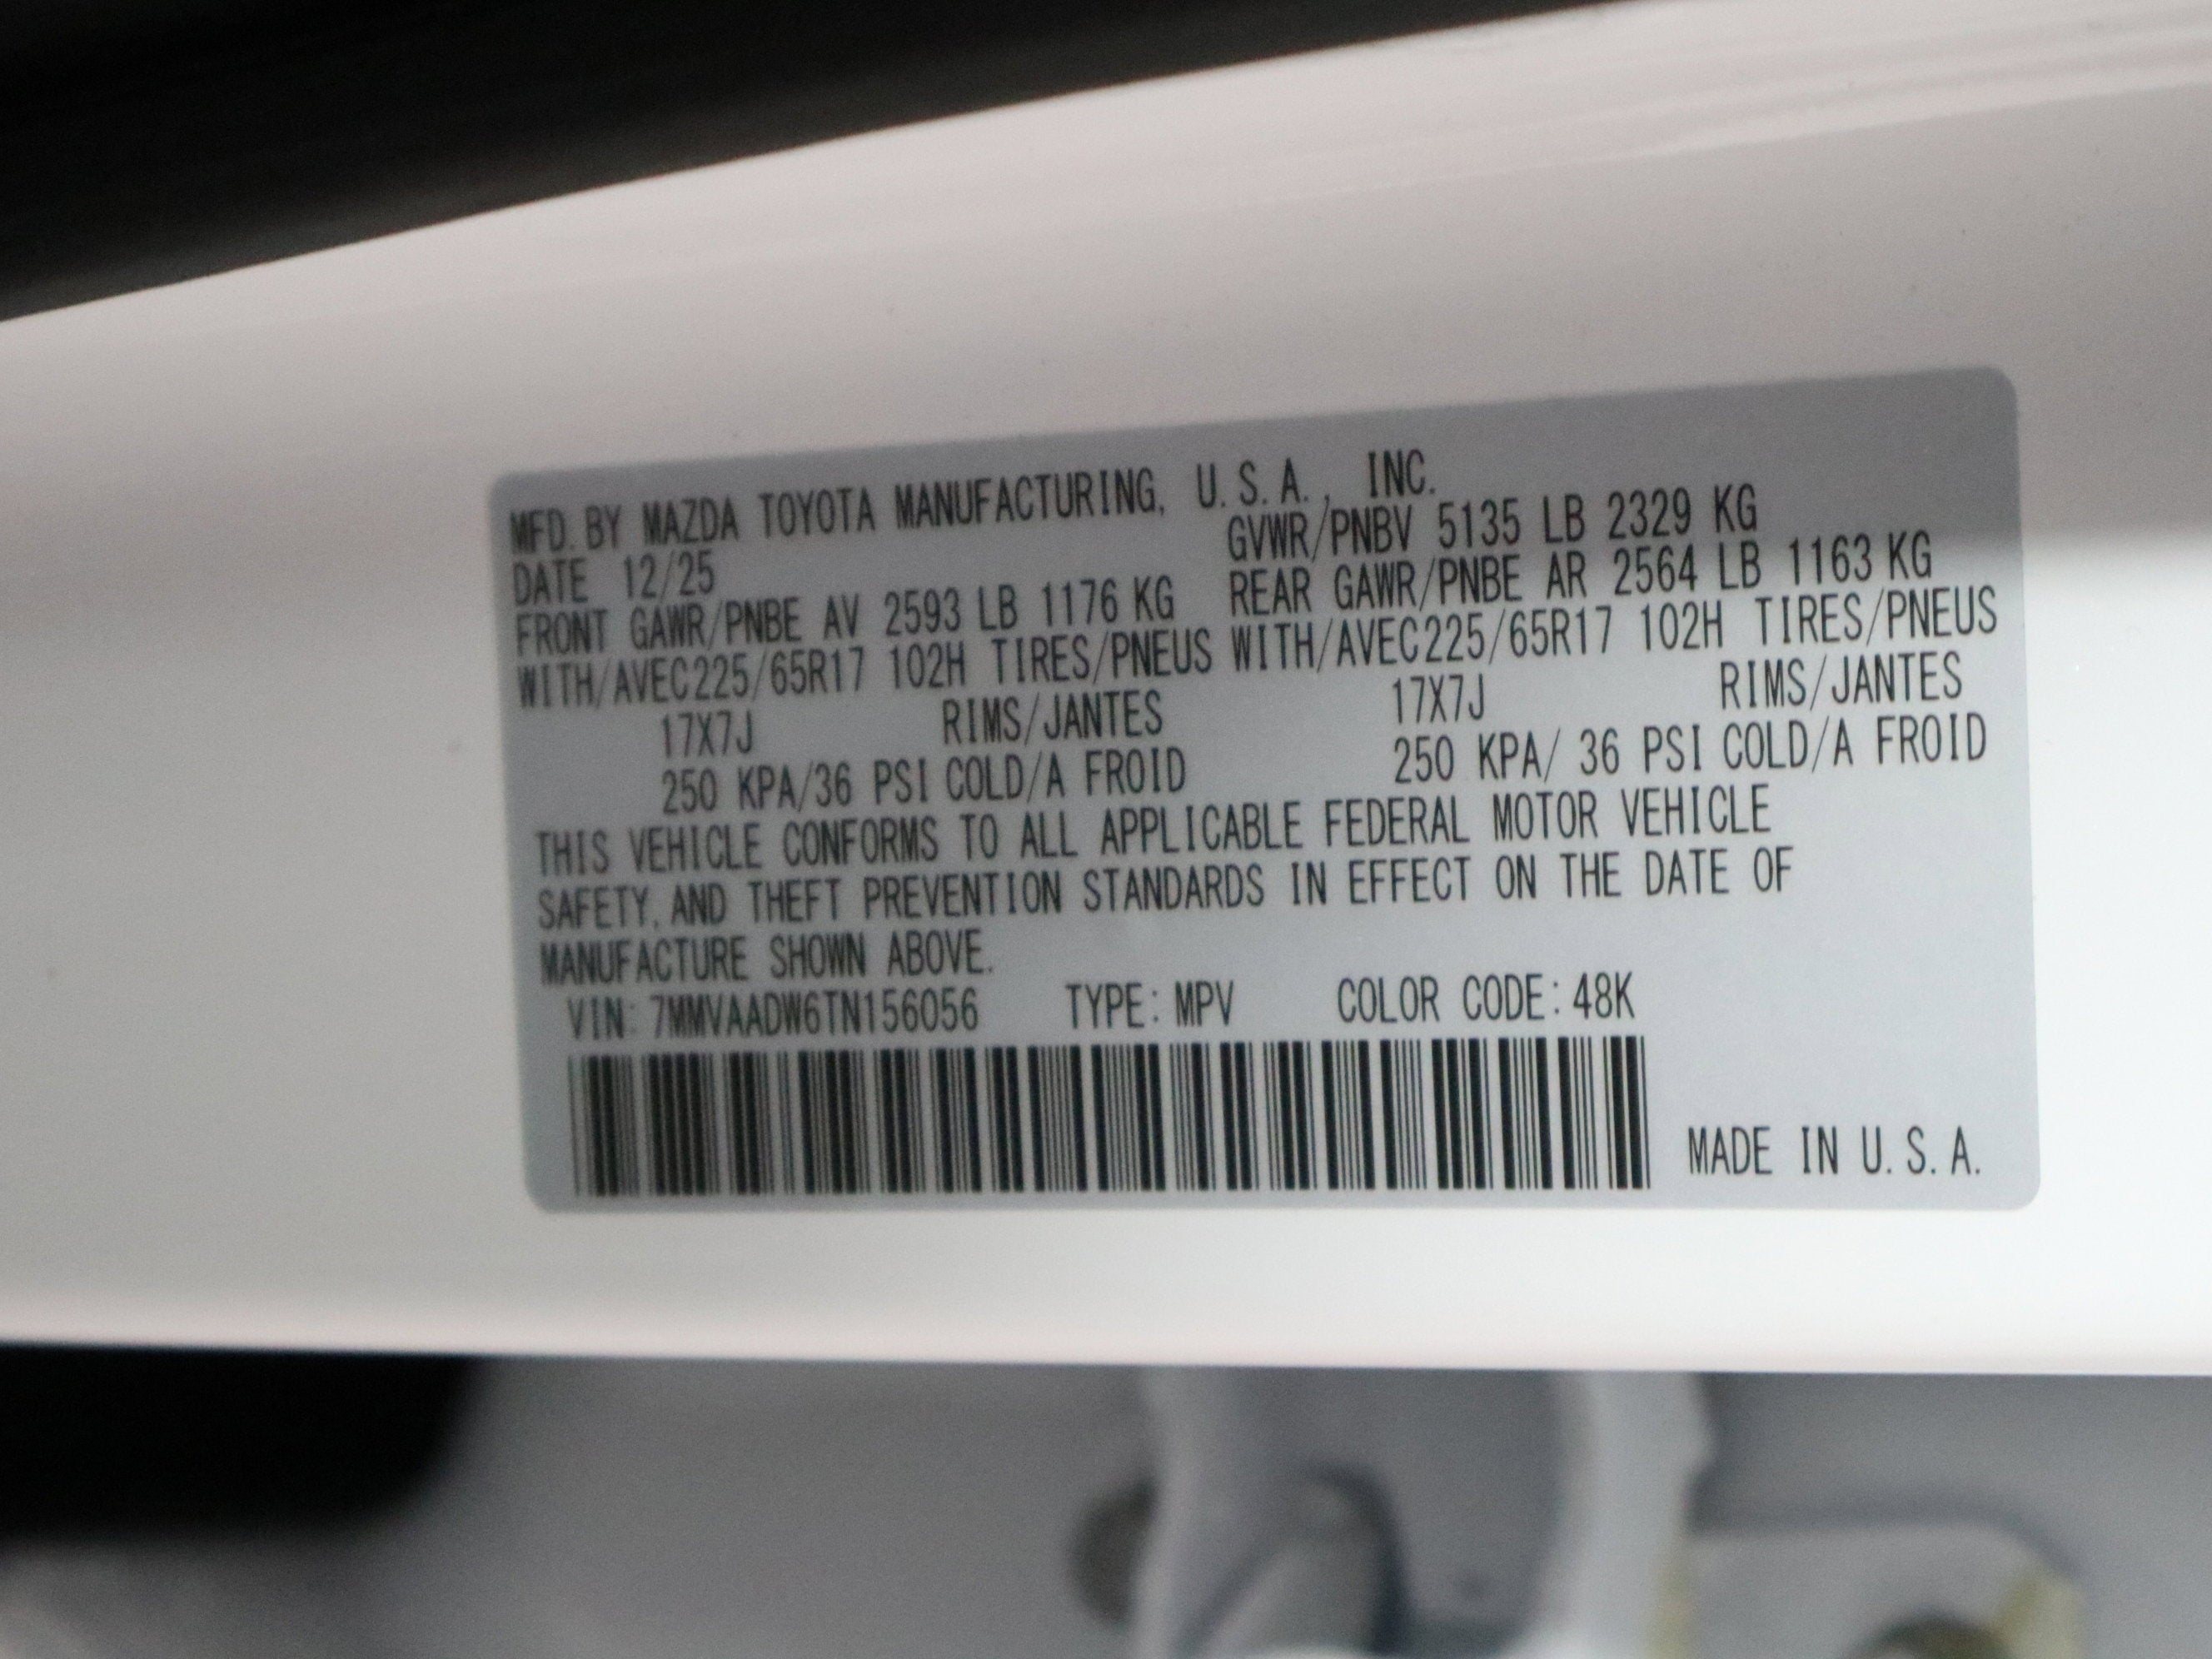 MFD. BY MAZDA TOYOTA MANUFACTURING, U.S.A., INC.
DATE 12/25 GVWR/PNBV 5135 LB 2329 KG
FRONT GAWR/PNBE AV 2593 LB 1176 KG REAR GAWR/PNBE AR 2564 LB 1163 KG
WITH/AVEC225/65R17 102H TIRES/PNEUS WITH/AVEC225/65R17 102H TIRES/PNEUS
17X7J RIMS/JANTES 17X7J RIMS/JANTES
250 KPA/36 PSI COLD/A FROID 250 KPA/ 36 PSI COLD/A FROID
THIS VEHICLE CONFORMS TO ALL APPLICABLE FEDERAL MOTOR VEHICLE
SAFETY, AND THEFT PREVENTION STANDARDS IN EFFECT ON THE DATE OF
MANUFACTURE SHOWN ABOVE.
VIN: 7MMVAADW6TN156056 TYPE: MPV COLOR CODE: 48K
MADE IN U.S.A.